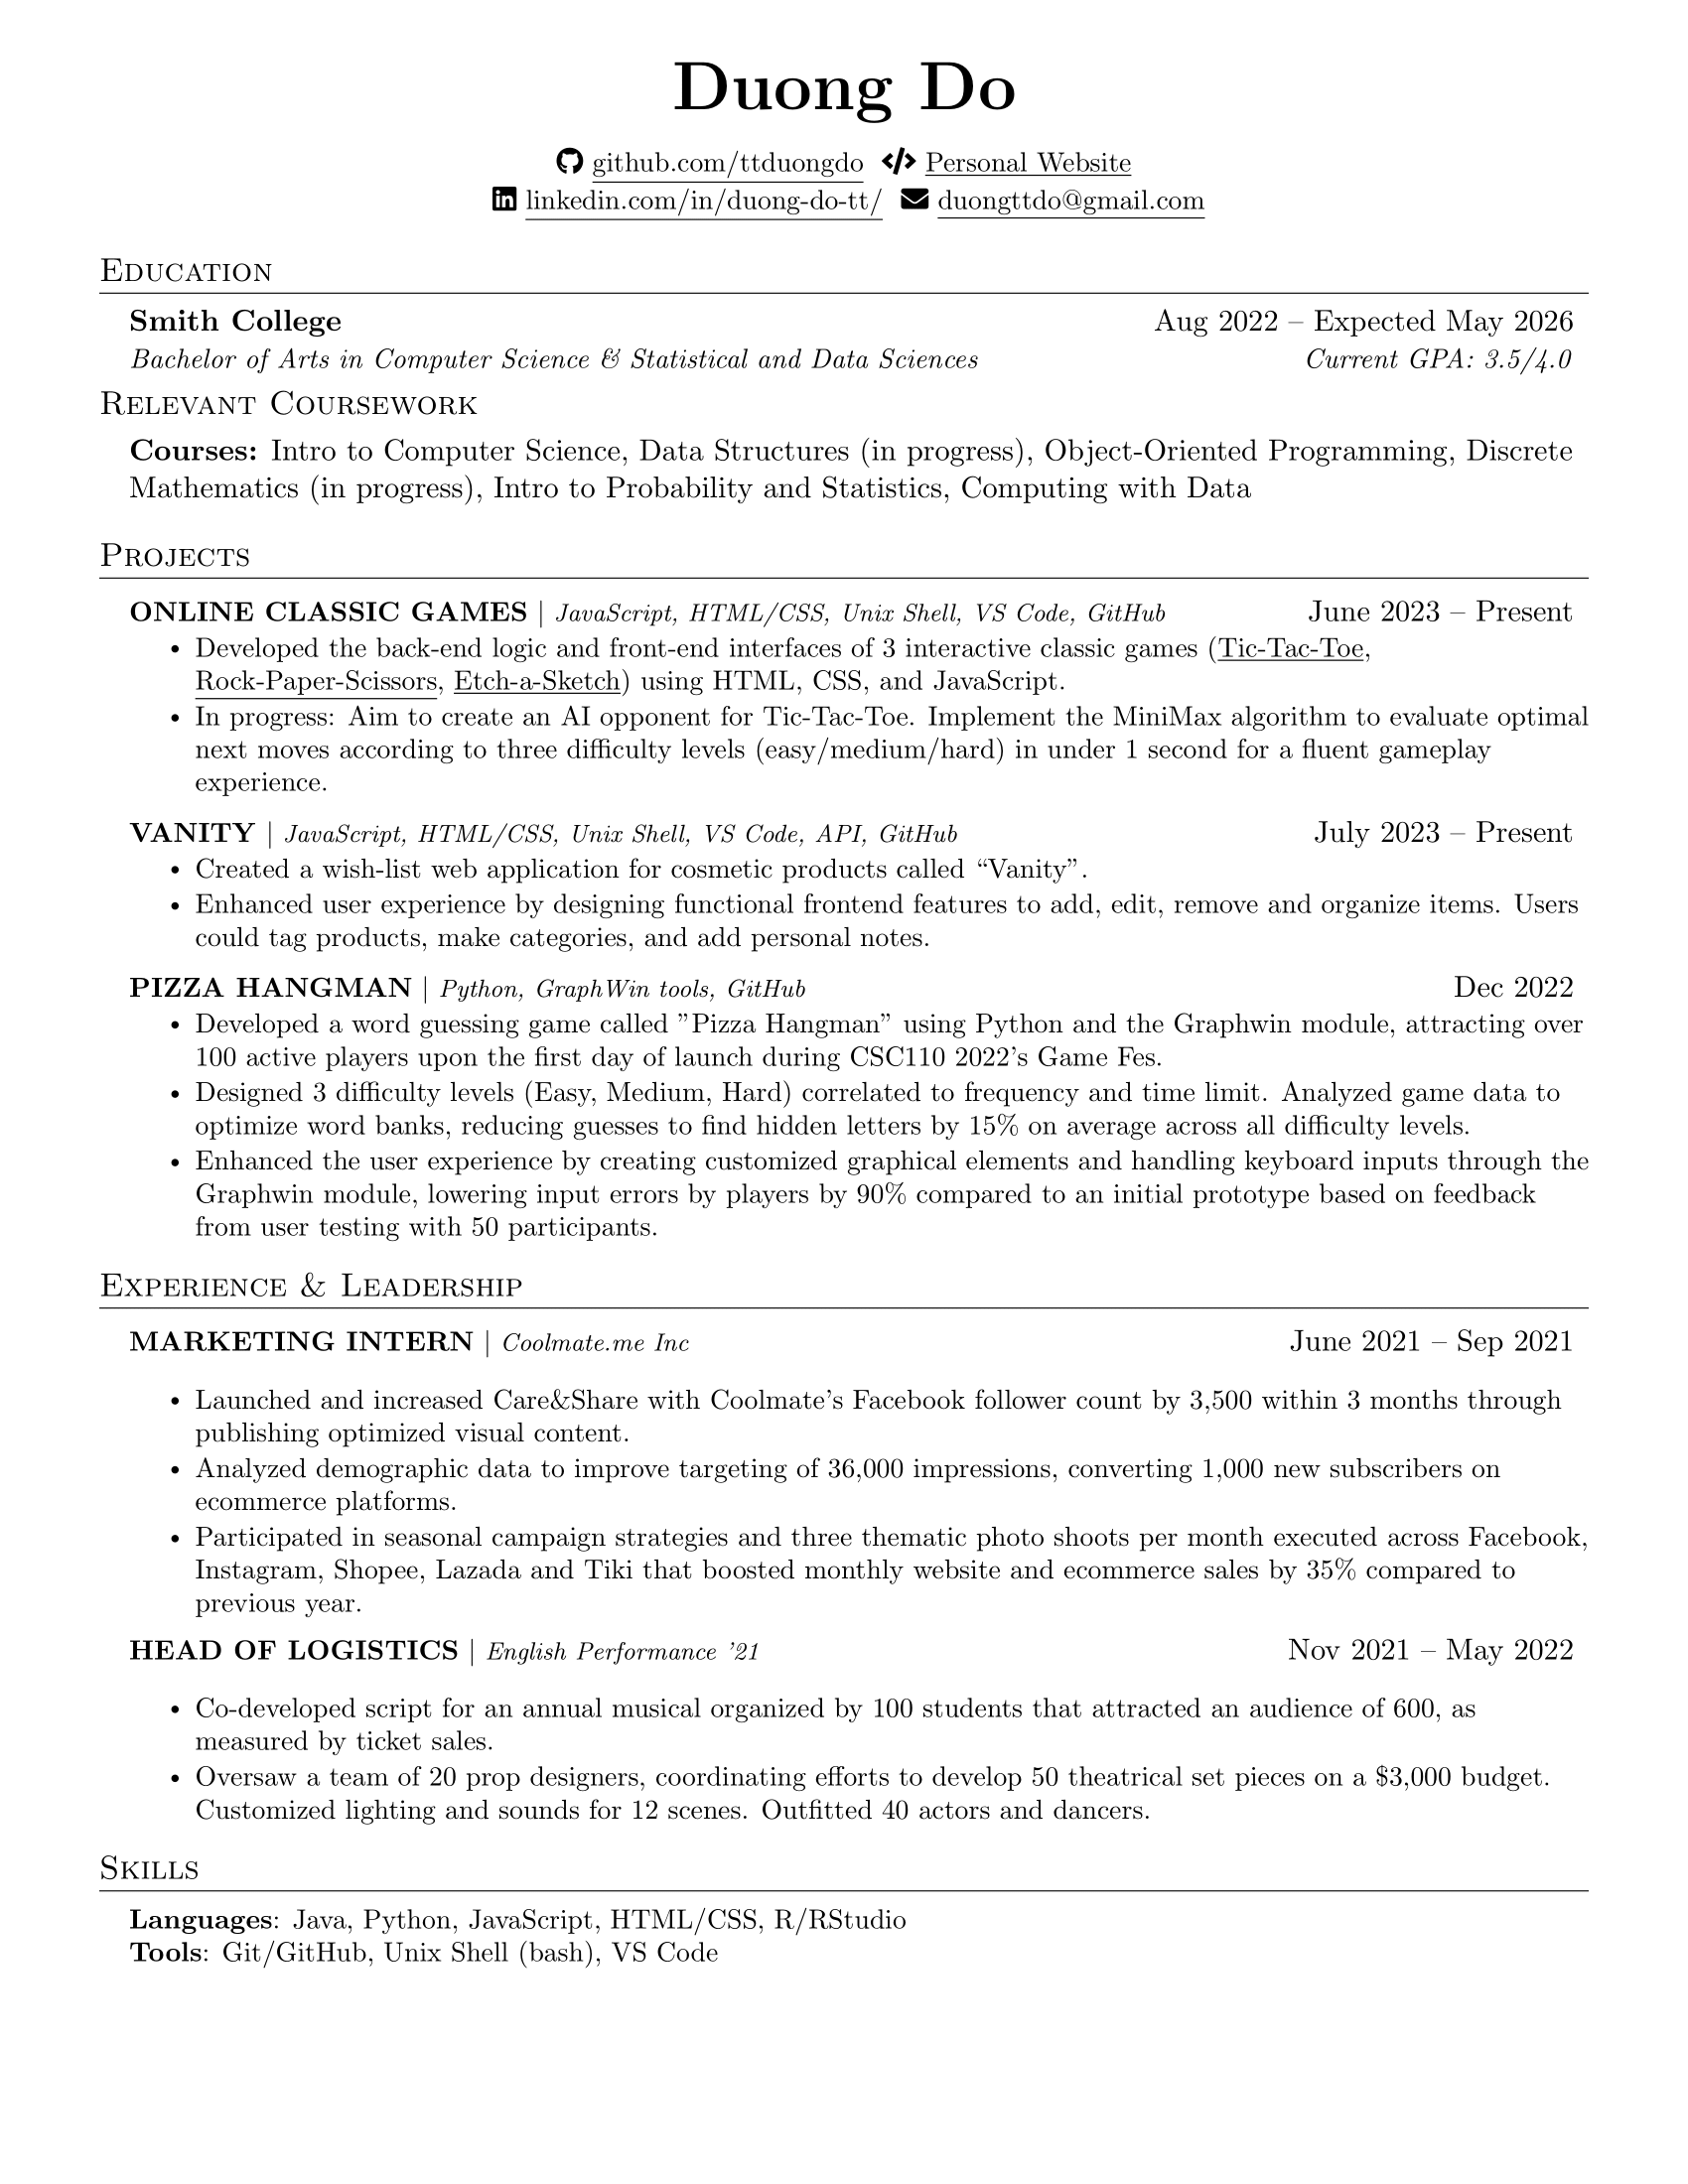 Duong Do
github.com/ttduongdo Personal Website
linkedin.com/in/duong-do-tt/ duongttdo@gmail.com
Education
Smith College Aug 2022 – Expected May 2026
Bachelor of Arts in Computer Science & Statistical and Data Sciences Current GPA: 3.5/4.0
Relevant Coursework
Courses: Intro to Computer Science, Data Structures (in progress), Object-Oriented Programming, Discrete
Mathematics (in progress), Intro to Probability and Statistics, Computing with Data
Projects
ONLINE CLASSIC GAMES | JavaScript, HTML/CSS, Unix Shell, VS Code, GitHub June 2023 – Present
• Developed the back-end logic and front-end interfaces of 3 interactive classic games (Tic-Tac-Toe,
Rock-Paper-Scissors, Etch-a-Sketch) using HTML, CSS, and JavaScript.
• In progress: Aim to create an AI opponent for Tic-Tac-Toe. Implement the MiniMax algorithm to evaluate optimal
next moves according to three difficulty levels (easy/medium/hard) in under 1 second for a fluent gameplay
experience.
VANITY | JavaScript, HTML/CSS, Unix Shell, VS Code, API, GitHub July 2023 – Present
• Created a wish-list web application for cosmetic products called “Vanity”.
• Enhanced user experience by designing functional frontend features to add, edit, remove and organize items. Users
could tag products, make categories, and add personal notes.
PIZZA HANGMAN | Python, GraphWin tools, GitHub Dec 2022
• Developed a word guessing game called ”Pizza Hangman” using Python and the Graphwin module, attracting over
100 active players upon the first day of launch during CSC110 2022’s Game Fes.
• Designed 3 difficulty levels (Easy, Medium, Hard) correlated to frequency and time limit. Analyzed game data to
optimize word banks, reducing guesses to find hidden letters by 15% on average across all difficulty levels.
• Enhanced the user experience by creating customized graphical elements and handling keyboard inputs through the
Graphwin module, lowering input errors by players by 90% compared to an initial prototype based on feedback
from user testing with 50 participants.
Experience & Leadership
MARKETING INTERN | Coolmate.me Inc June 2021 – Sep 2021
• Launched and increased Care&Share with Coolmate’s Facebook follower count by 3,500 within 3 months through
publishing optimized visual content.
• Analyzed demographic data to improve targeting of 36,000 impressions, converting 1,000 new subscribers on
ecommerce platforms.
• Participated in seasonal campaign strategies and three thematic photo shoots per month executed across Facebook,
Instagram, Shopee, Lazada and Tiki that boosted monthly website and ecommerce sales by 35% compared to
previous year.
HEAD OF LOGISTICS | English Performance ’21 Nov 2021 – May 2022
• Co-developed script for an annual musical organized by 100 students that attracted an audience of 600, as
measured by ticket sales.
• Oversaw a team of 20 prop designers, coordinating efforts to develop 50 theatrical set pieces on a $3,000 budget.
Customized lighting and sounds for 12 scenes. Outfitted 40 actors and dancers.
Skills
Languages: Java, Python, JavaScript, HTML/CSS, R/RStudio
Tools: Git/GitHub, Unix Shell (bash), VS Code